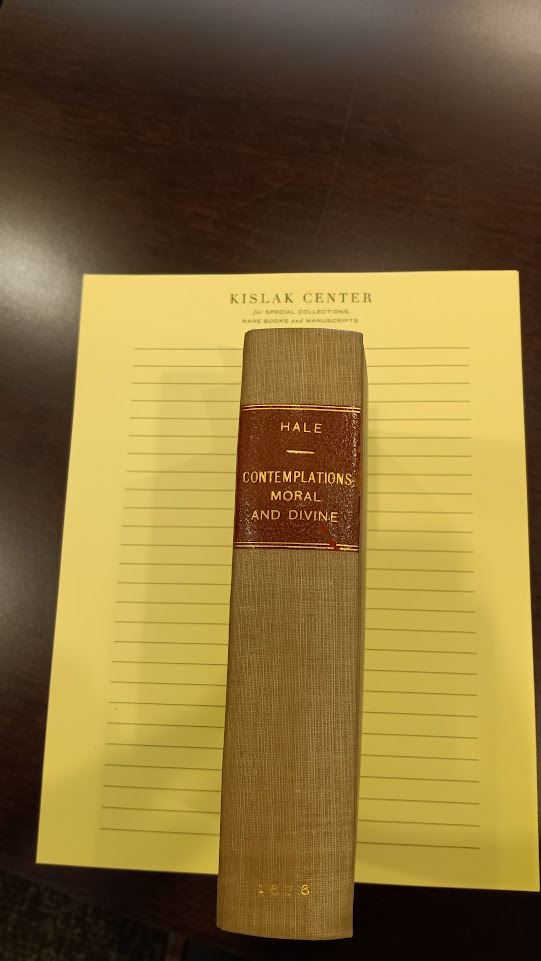 KISLAK CENTER
for SPECIAL COLLECTIONS,
RARE BOOKS and MANUSCRIPTS
HALE
CONTEMPLATIONS
MORAL
AND DIVINE